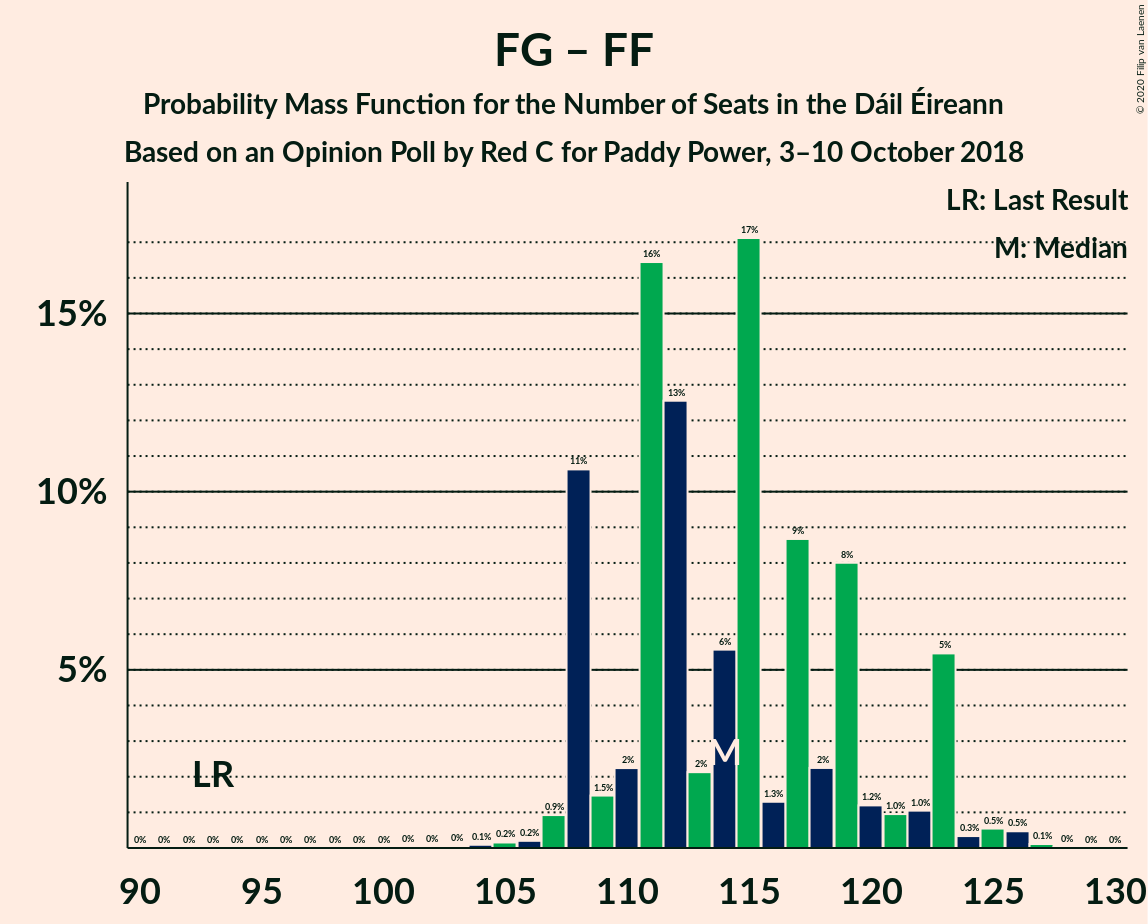 FG – FF
Probability Mass Function for the Number of Seats in the Dáil Éireann
Based on an Opinion Poll by Red C for Paddy Power, 3–10 October 2018
© 2020 Filip van Laenen
LR: Last Result
M: Median
15%
10%
5%
17%
16%
13%
11%
9%
8%
6%
5%
M
LR
0% 0% 0% 0% 0% 0% 0% 0% 0% 0% 0% 0% 0% 0% 0.1% 0.2% 0.2% 0.9% 1.5% 2% 2% 1.3% 2% 1.2% 1.0% 1.0% 0.3% 0.5% 0.5% 0.1% 0% 0% 0%
90 95 100 105 110 115 120 125 130